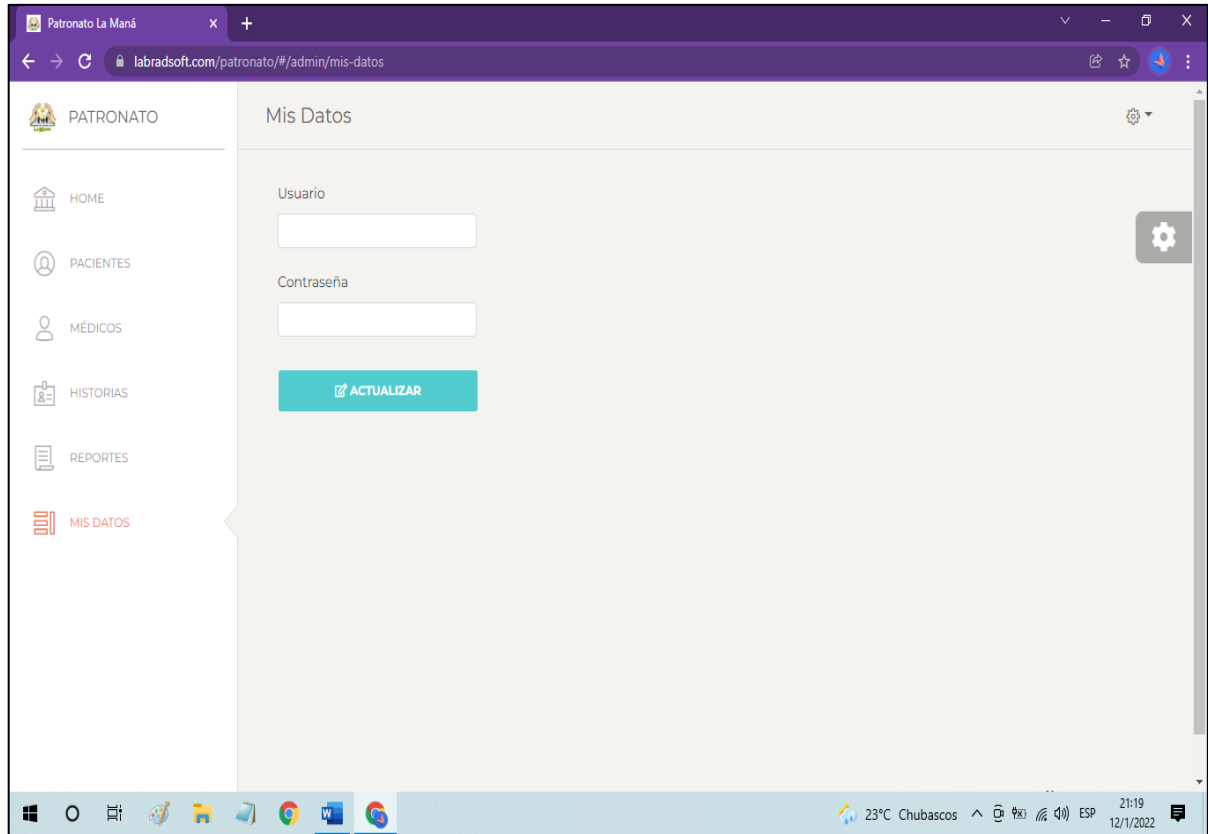 Patronato La Maná
labradsoft.com/patronato/#/admin/mis-datos
PATRONATO
Mis Datos
HOME
PACIENTES
MÉDICOS
HISTORIAS
REPORTES
MIS DATOS
Usuario
Contraseña
ACTUALIZAR
23°C Chubascos
ESP
21:19
12/1/2022